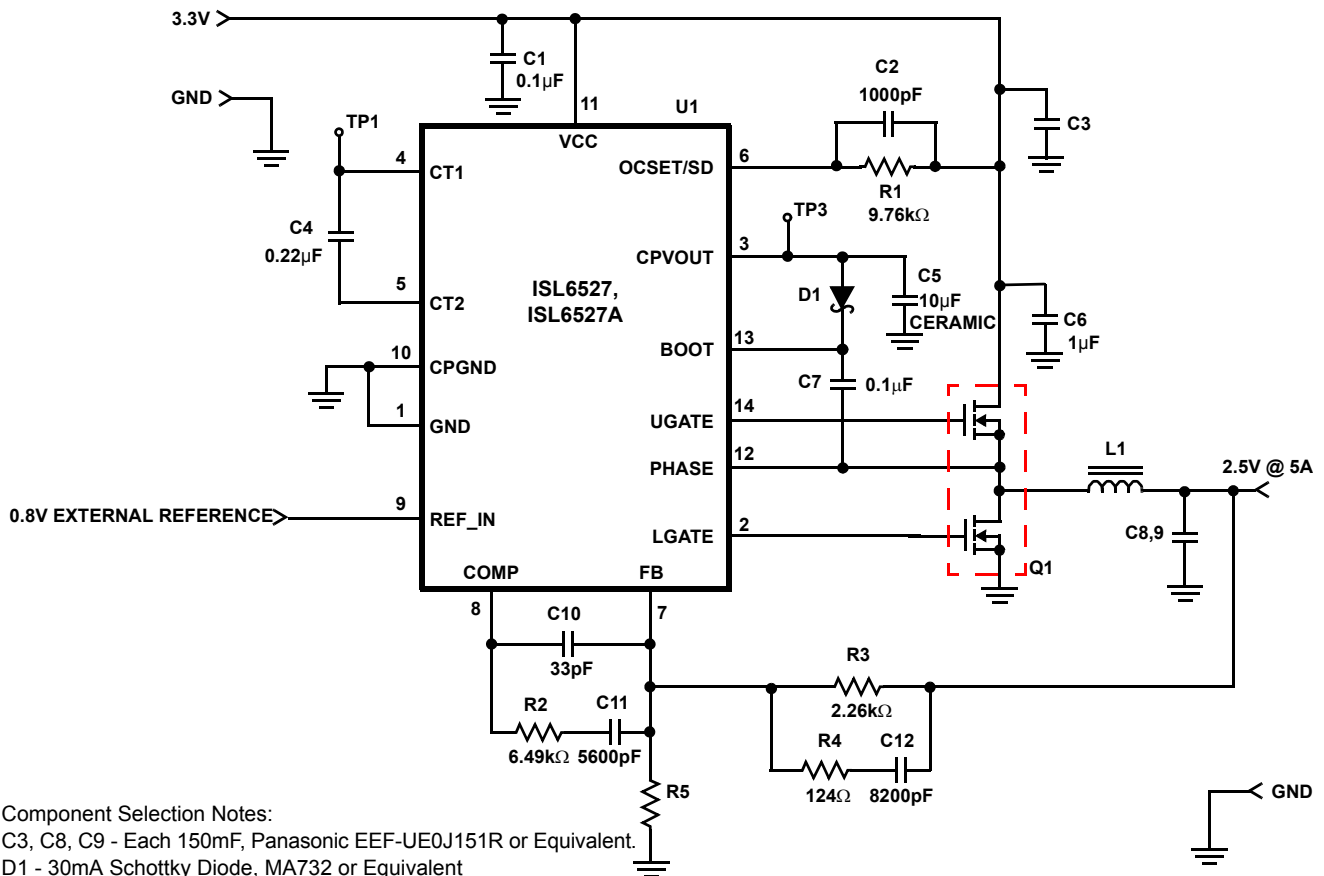 3.3V
C1
0.1µF
GND
TP1
11
U1
VCC
C2
1000pF
C3
4
CT1
OCSET/SD
6
R1
9.76kΩ
C4
0.22µF
TP3
CPVOUT
3
5
CT2
ISL6527,
ISL6527A
D1
C5
10µF
CERAMIC
C6
1µF
BOOT
13
10
CPGND
C7
0.1µF
1
GND
UGATE
14
PHASE
12
L1
2.5V @ 5A
0.8V EXTERNAL REFERENCE
9
REF_IN
LGATE
2
C8,9
Q1
COMP
FB
8
7
C10
33pF
R3
2.26kΩ
R2
C11
6.49kΩ
5600pF
R4
C12
124Ω
8200pF
R5
GND
Component Selection Notes:
C3, C8, C9 - Each 150mF, Panasonic EEF-UE0J151R or Equivalent.
D1 - 30mA Schottky Diode, MA732 or Equivalent